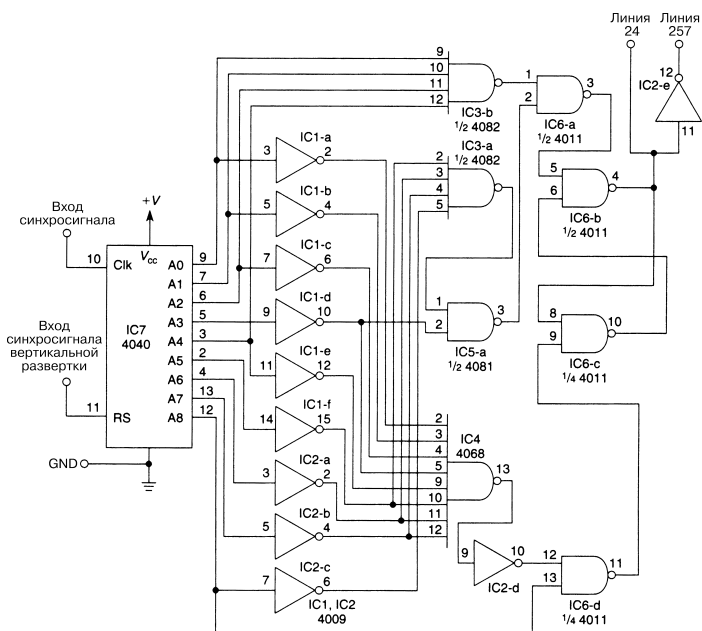 Линия 24
Линия 257
12
IC2-e
11
9
10
11
12
IC3-b
1/2 4082
1
2
3
IC6-a
1/2 4011
IC3-a
1/2 4082
2
3
4
5
5
6
4
IC6-b
1/2 4011
IC1-a
3
2
IC1-b
5
4
IC1-c
7
6
IC1-d
9
10
IC1-e
11
12
IC1-f
14
15
IC2-a
3
2
IC2-b
5
4
IC2-c
7
6
IC1, IC2
4009
Вход
синхросигнала
+V
Vcc
10
Clk
A0
9
A1
7
A2
6
A3
5
A4
3
A5
2
A6
4
A7
13
A8
12
IC7
4040
Вход
синхросигнала
вертикальной
развертки
11
RS
GND
1
2
3
IC5-a
1/2 4081
8
9
10
IC6-c
1/4 4011
2
3
4
5
9
10
11
12
IC4
4068
13
9
10
IC2-d
12
13
11
IC6-d
1/4 4011